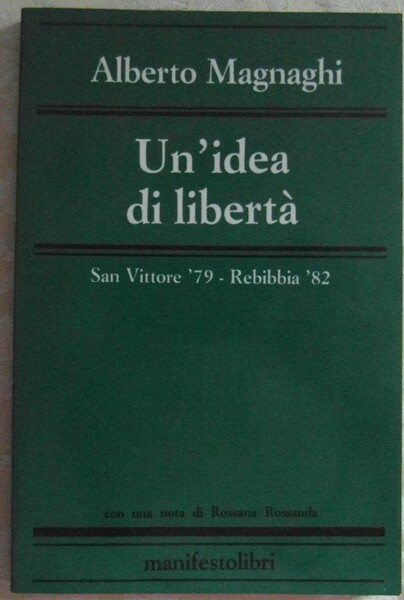 Alberto Magnaghi
Un'idea
di libertà
San Vittore '79 - Rebibbia '82
con una nota di Rossana Rossanda
manifestolibri